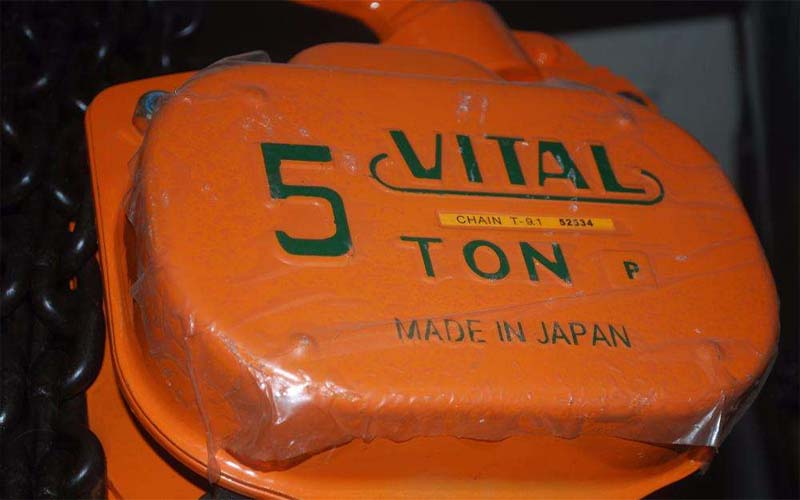 VITAL
5
CHAIN T-9.1 52334
TON P
MADE IN JAPAN